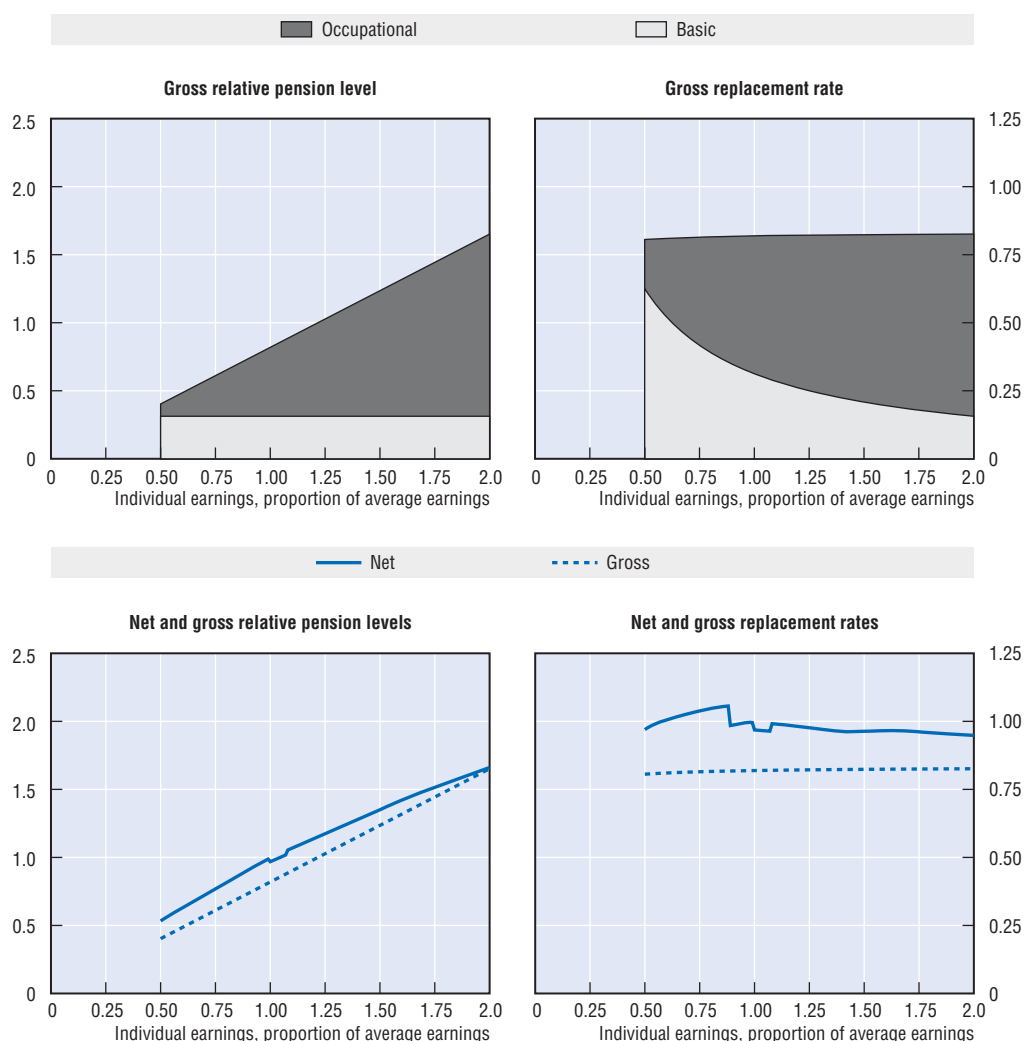 Occupational Basic
Gross relative pension level
2.5
2.0
1.5
1.0
0.5
0
0 0.25 0.50 0.75 1.00 1.25 1.50 1.75 2.0
Individual earnings, proportion of average earnings
Gross replacement rate
1.25
1.00
0.75
0.50
0.25
0
0 0.25 0.50 0.75 1.00 1.25 1.50 1.75 2.0
Individual earnings, proportion of average earnings
Net Gross
Net and gross relative pension levels
2.5
2.0
1.5
1.0
0.5
0
0 0.25 0.50 0.75 1.00 1.25 1.50 1.75 2.0
Individual earnings, proportion of average earnings
Net and gross replacement rates
1.25
1.00
0.75
0.50
0.25
0
0 0.25 0.50 0.75 1.00 1.25 1.50 1.75 2.0
Individual earnings, proportion of average earnings